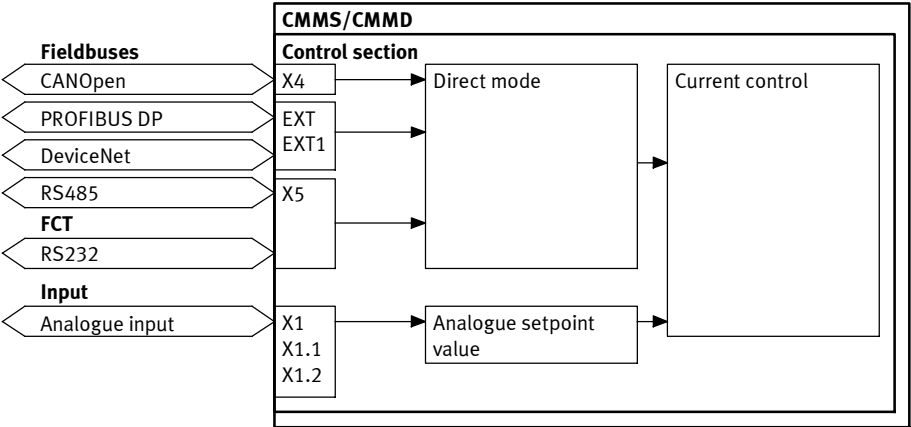 CMMS/CMMD
Fieldbuses
Control section
CANOpen
X4
Direct mode
Current control
PROFIBUS DP
EXT
EXT1
DeviceNet
RS485
X5
FCT
RS232
Input
Analogue input
X1
X1.1
X1.2
Analogue setpoint
value